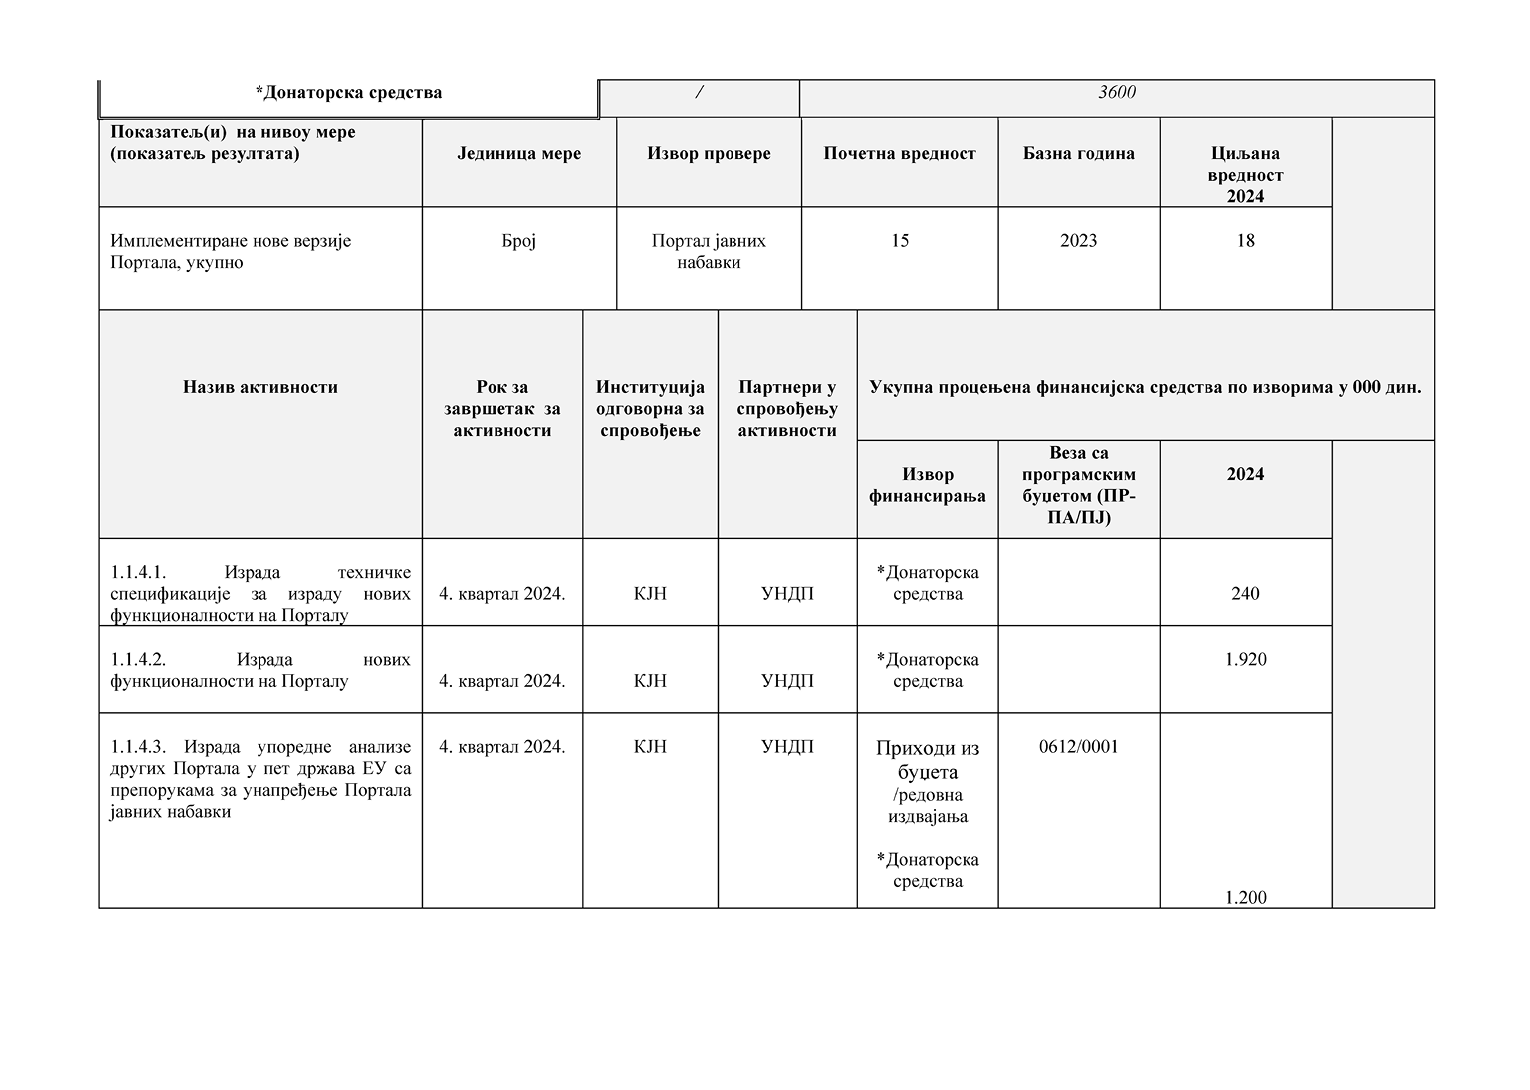 *Донаторска средства / 3600
Показатељ(и) на нивоу мере
(показатељ резултата)
Јединица мере
Извор провере
Почетна вредност
Базна година
Циљана
вредност
2024
Имплементиране нове верзије
Портала, укупно
Број
Портал јавних
набавки
15
2023
18
Назив активности
Рок за
завршетак за
активности
Институција
одговорна за
спровођење
Партнери у
спровођењу
активности
Укупна процењена финансијска средства по изворима у 000 дин.
Извор
финансирања
Веза са
програмским
буџетом (ПР-
ПА/ПЈ)
2024
1.1.4.1. Израда техничке
спецификације за израду нових
функционалности на Порталу
4. квартал 2024.
КЈН
УНДП
*Донаторска
средства
240
1.1.4.2. Израда нових
функционалности на Порталу
4. квартал 2024.
КЈН
УНДП
*Донаторска
средства
1.920
1.1.4.3. Израда упоредне анализе
других Портала у пет држава ЕУ са
препорукама за унапређење Портала
јавних набавки
4. квартал 2024.
КЈН
УНДП
Приходи из
буџета
/редовна
издвајања
*Донаторска
средства
0612/0001
1.200